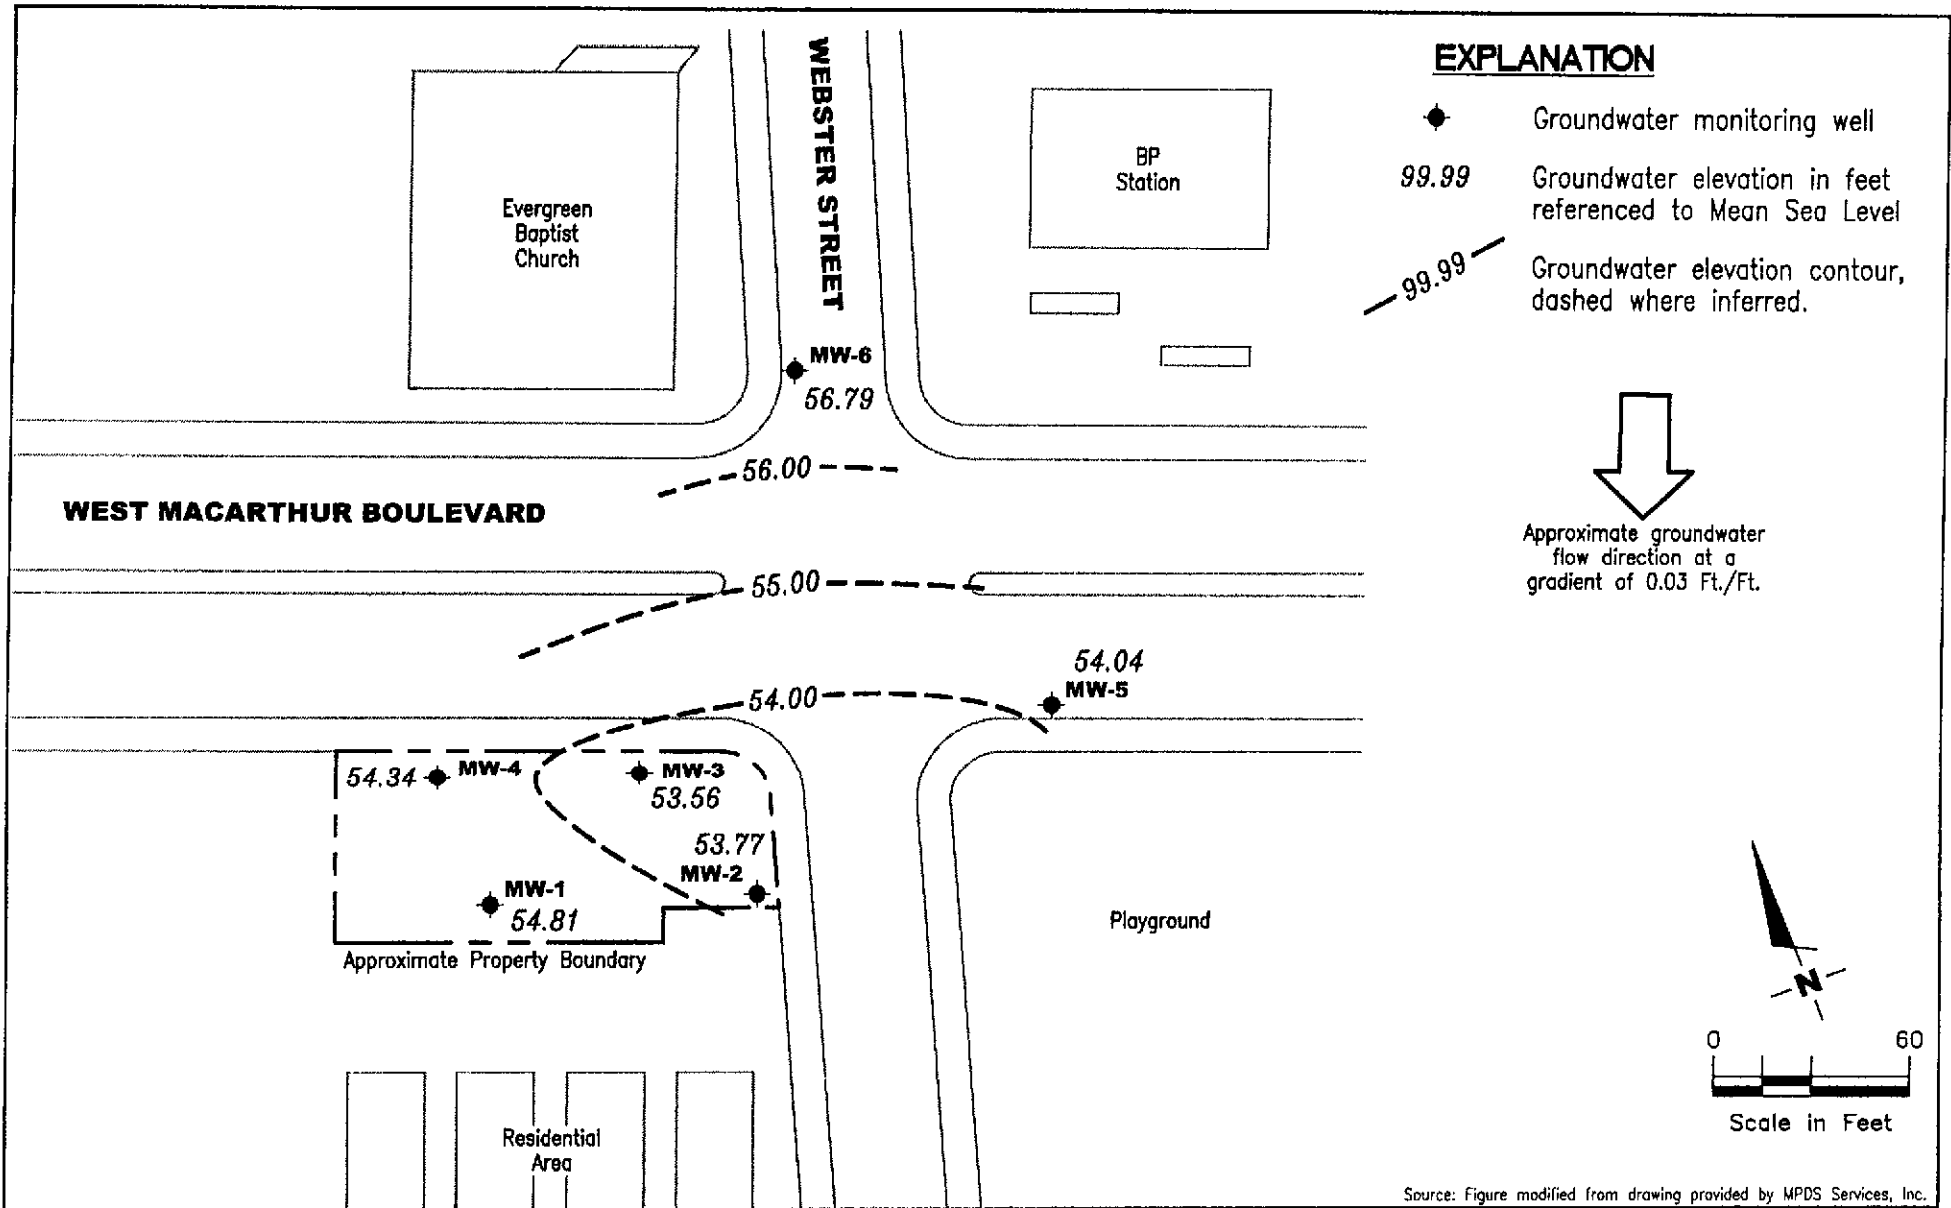 EXPLANATION
Groundwater monitoring well
99.99
Groundwater elevation in feet
referenced to Mean Sea Level
99.99
Groundwater elevation contour,
dashed where inferred.
WEBSTER STREET
BP
Station
Evergreen
Baptist
Church
MW-6
56.79
56.00
WEST MACARTHUR BOULEVARD
Approximate groundwater
flow direction at a
gradient of 0.03 Ft./Ft.
55.00
54.04
MW-5
54.00
54.34
MW-4
MW-3
53.56
53.77
MW-2
MW-1
54.81
Approximate Property Boundary
Playground
N
0 60
Scale in Feet
Residential
Area
Source: Figure modified from drawing provided by MPDS Services, Inc.